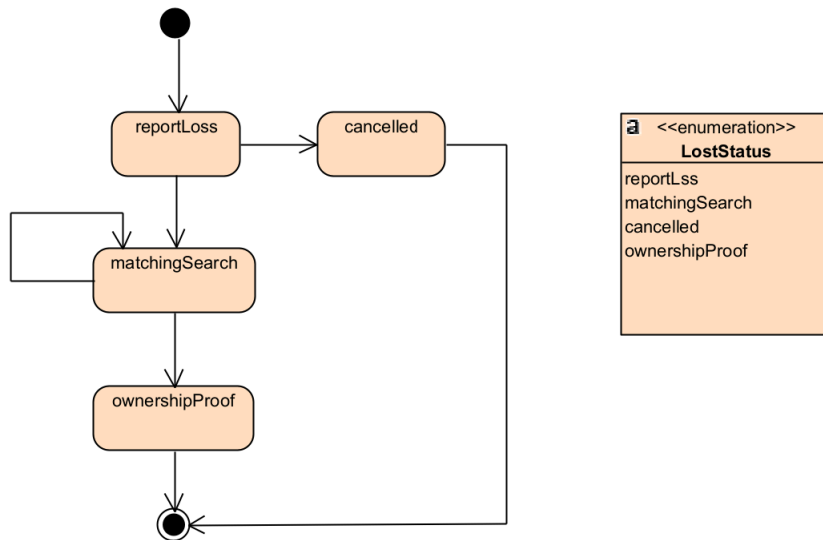 reportLoss
cancelled
matchingSearch
ownershipProof
a <<enumeration>>
LostStatus
reportLss
matchingSearch
cancelled
ownershipProof